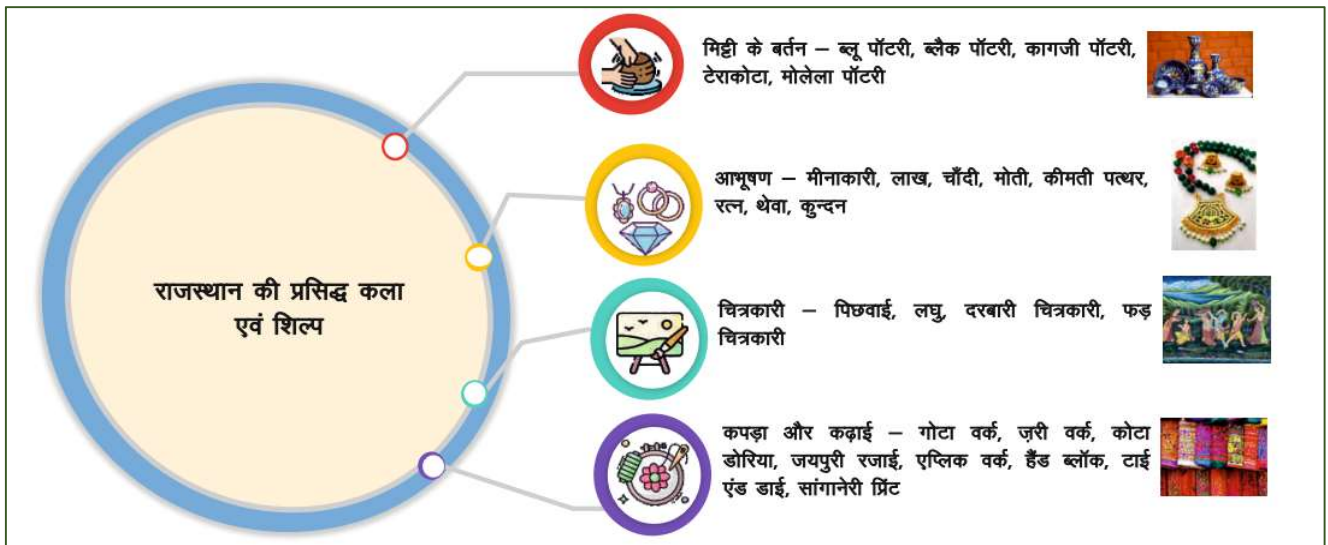 मिट्टी के बर्तन – ब्लू पॉटरी, ब्लैक पॉटरी, कागजी पॉटरी,
टेराकोटा, मोलेला पॉटरी
आभूषण – मीनाकारी, लाख, चाँदी, मोती, कीमती पत्थर,
रत्न, थेवा, कुन्दन
राजस्थान की प्रसिद्ध कला
एवं शिल्प
चित्रकारी – पिछवाई, लघु, दरबारी चित्रकारी, फड़
चित्रकारी
कपड़ा और कढ़ाई – गोटा वर्क, ज़री वर्क, कोटा
डोरिया, जयपुरी रजाई, एप्लिक वर्क, हैंड ब्लॉक, टाई
एंड डाई, सांगानेरी प्रिंट